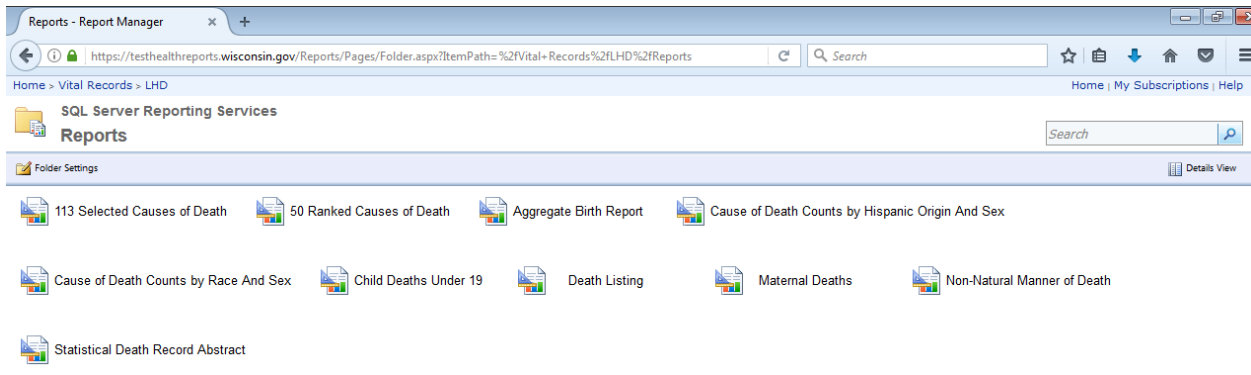 Reports - Report Manager
https://testhealthreports.wisconsin.gov/Reports/Pages/Folder.aspx?ItemPath=%2fVital+Records%2fLHD%2fReports
Search
Home > Vital Records > LHD
Home | My Subscriptions | Help
SQL Server Reporting Services
Reports
Search
Folder Settings
Details View
113 Selected Causes of Death
50 Ranked Causes of Death
Aggregate Birth Report
Cause of Death Counts by Hispanic Origin And Sex
Cause of Death Counts by Race And Sex
Child Deaths Under 19
Death Listing
Maternal Deaths
Non-Natural Manner of Death
Statistical Death Record Abstract